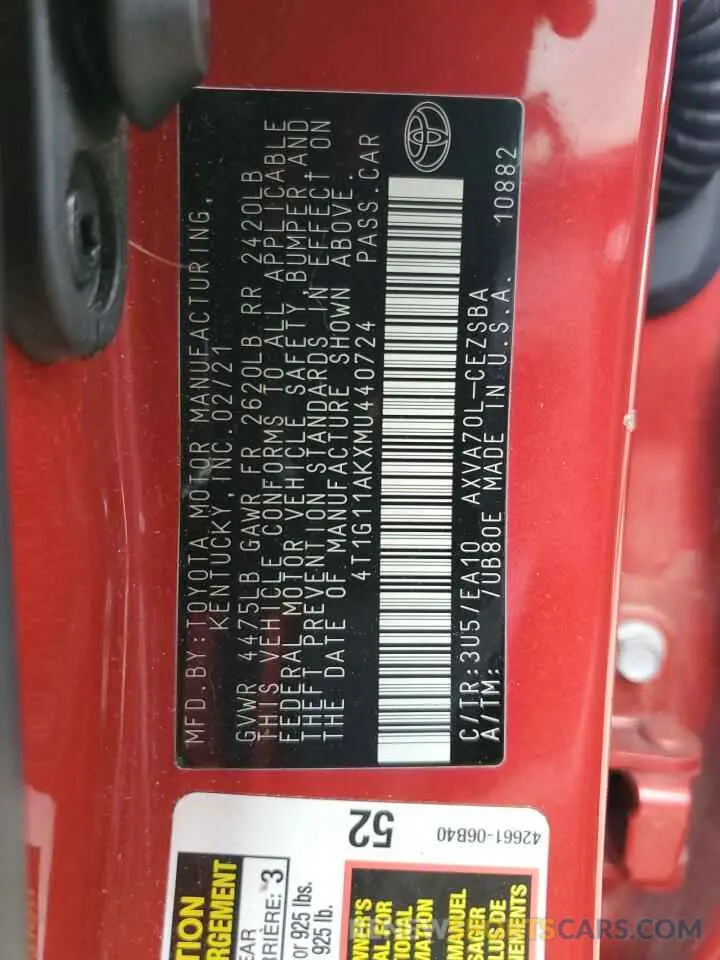 MFD.BY:TOYOTA MOTOR MANUFACTURING,
KENTUCKY, INC. 02/21
GVWR 4475LB GAWR FR 2620LB RR 2420LB
THIS VEHICLE CONFORMS TO ALL APPLICABLE
FEDERAL MOTOR VEHICLE SAFETY, BUMPER, AND
THEFT PREVENTION STANDARDS IN EFFECT ON
THE DATE OF MANUFACTURE SHOWN ABOVE.
4T1G11AKXMU440724 PASS.CAR
C/TR:3U5/EA10 AXVA70L-CEZSBA
A/TM: 70B80E MADE IN U.S.A. 10882
52
42661-06B40
3
or 925 lbs.
925 lb.
MANUEL